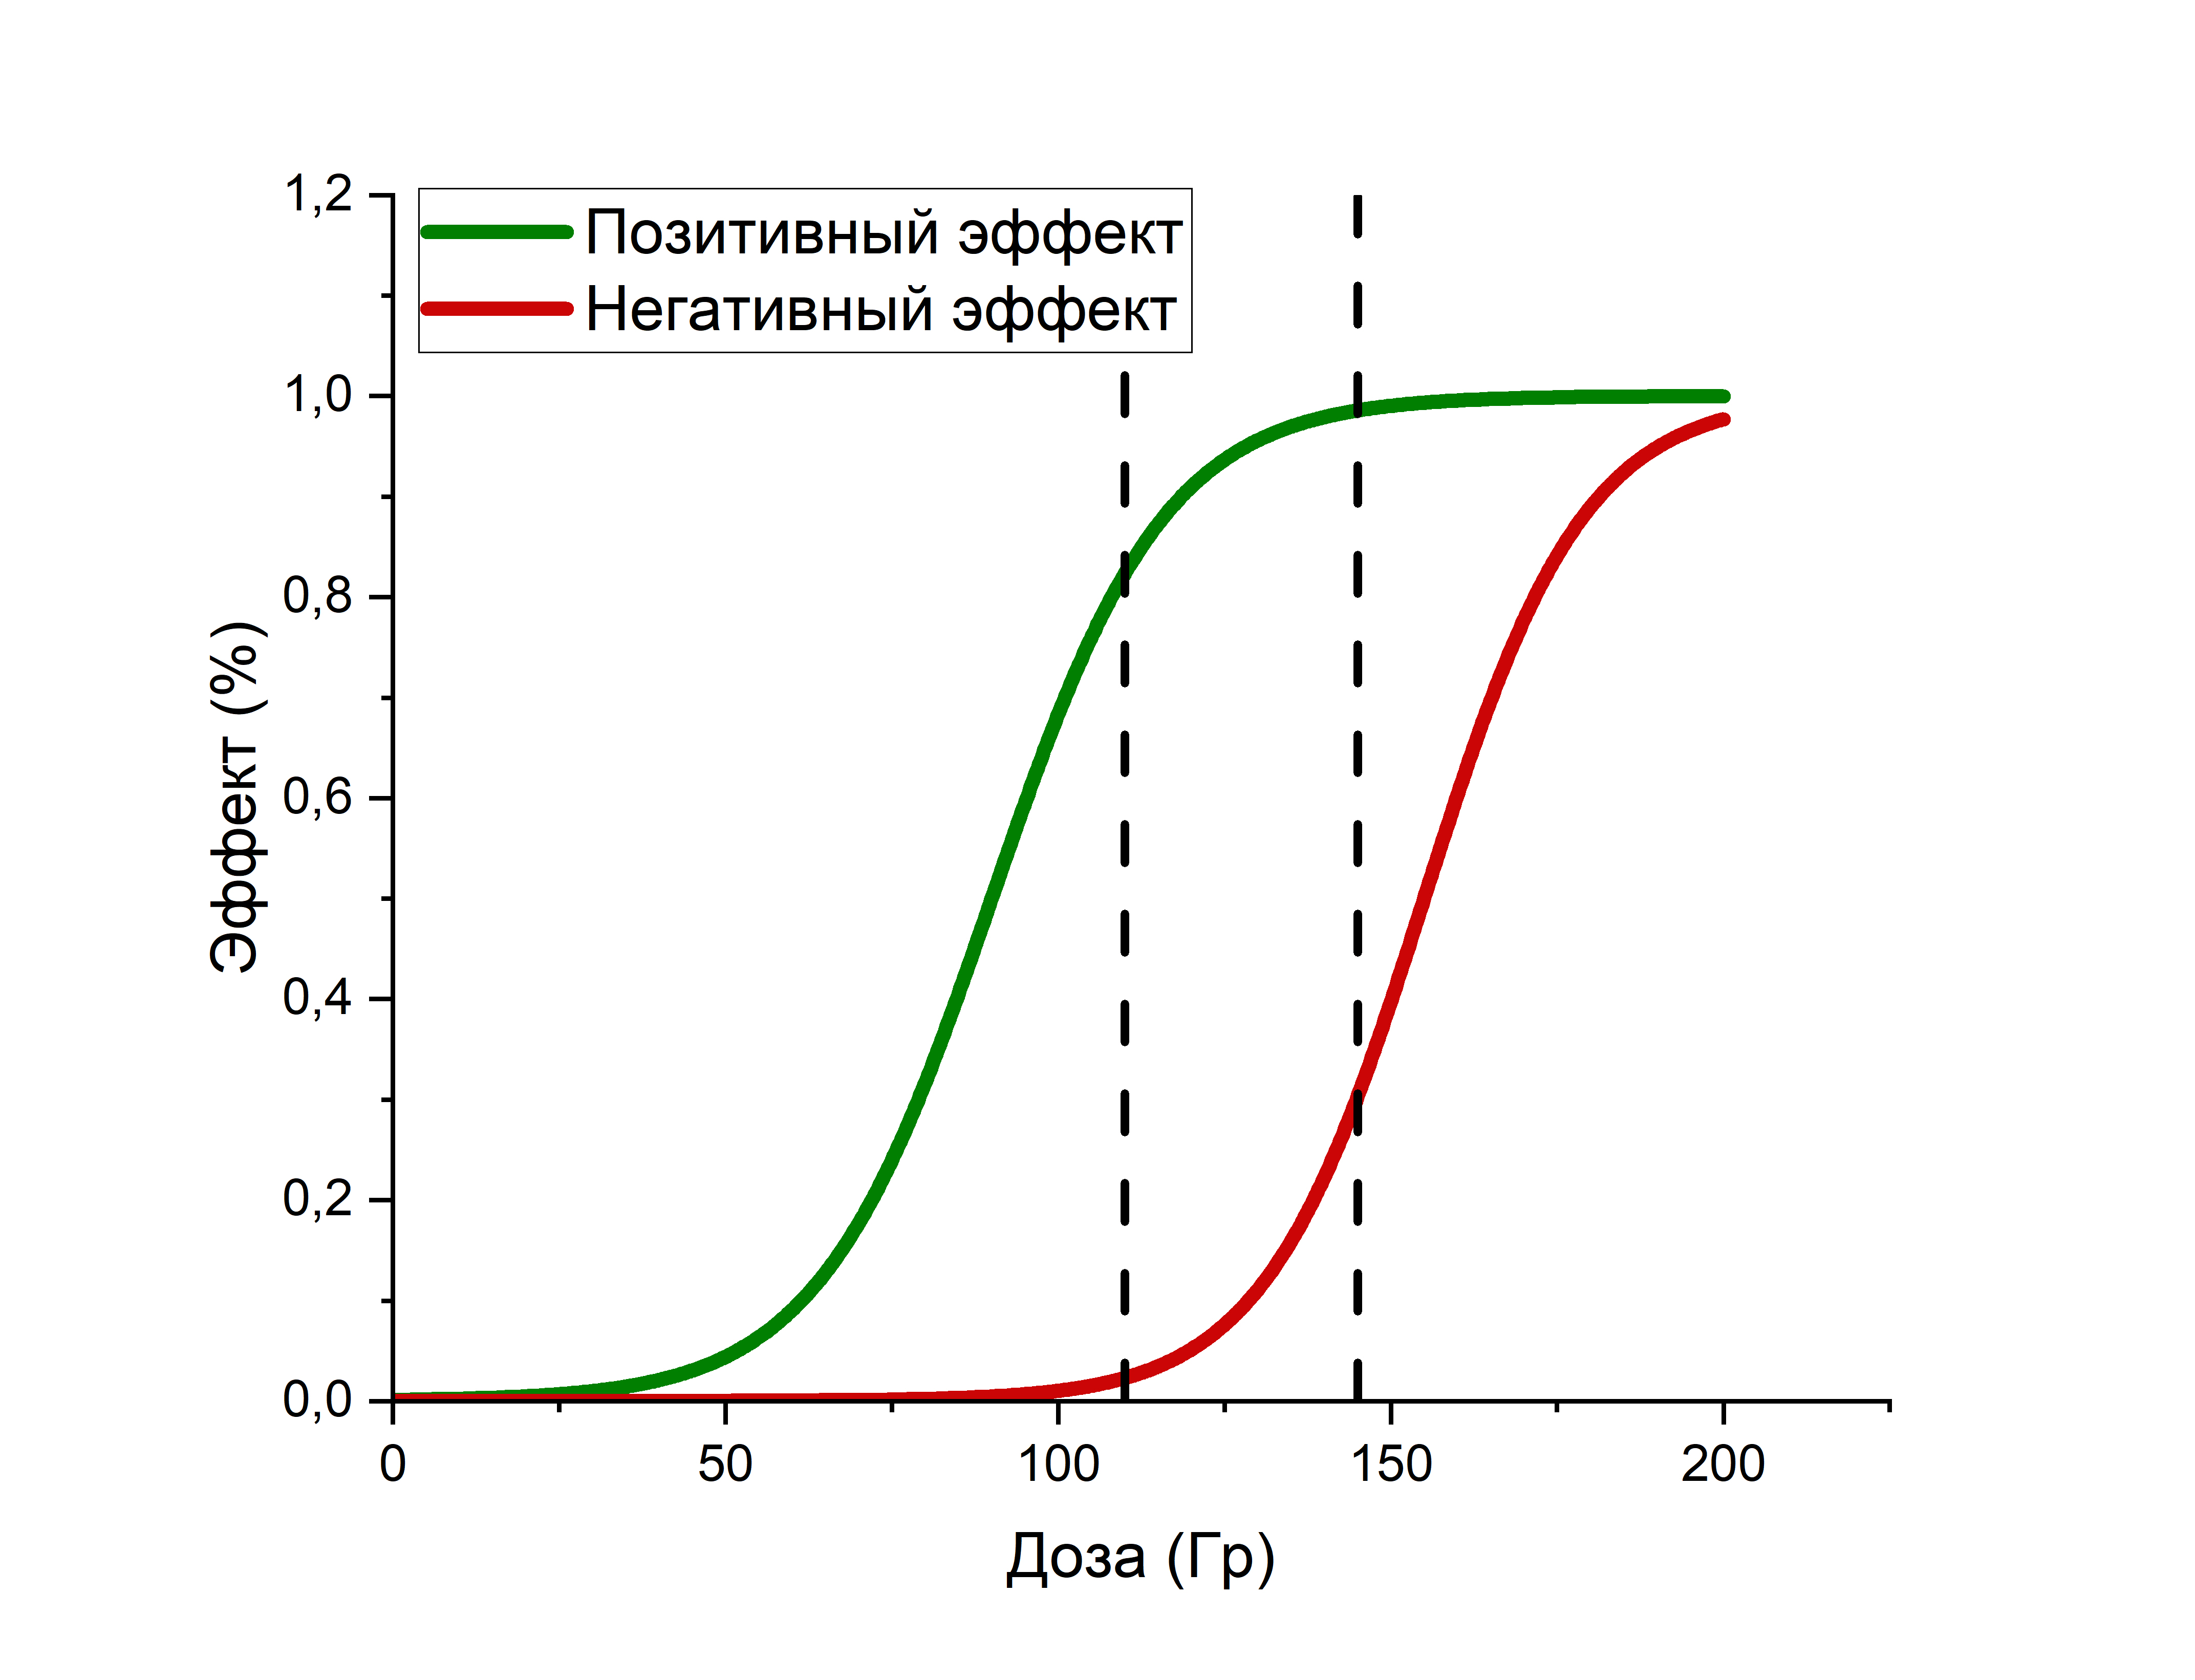 Позитивный эффект
Негативный эффект
1,2
1,0
0,8
0,6
0,4
0,2
0,0
Эффект (%)
0 50 100 150 200
Доза (Гр)